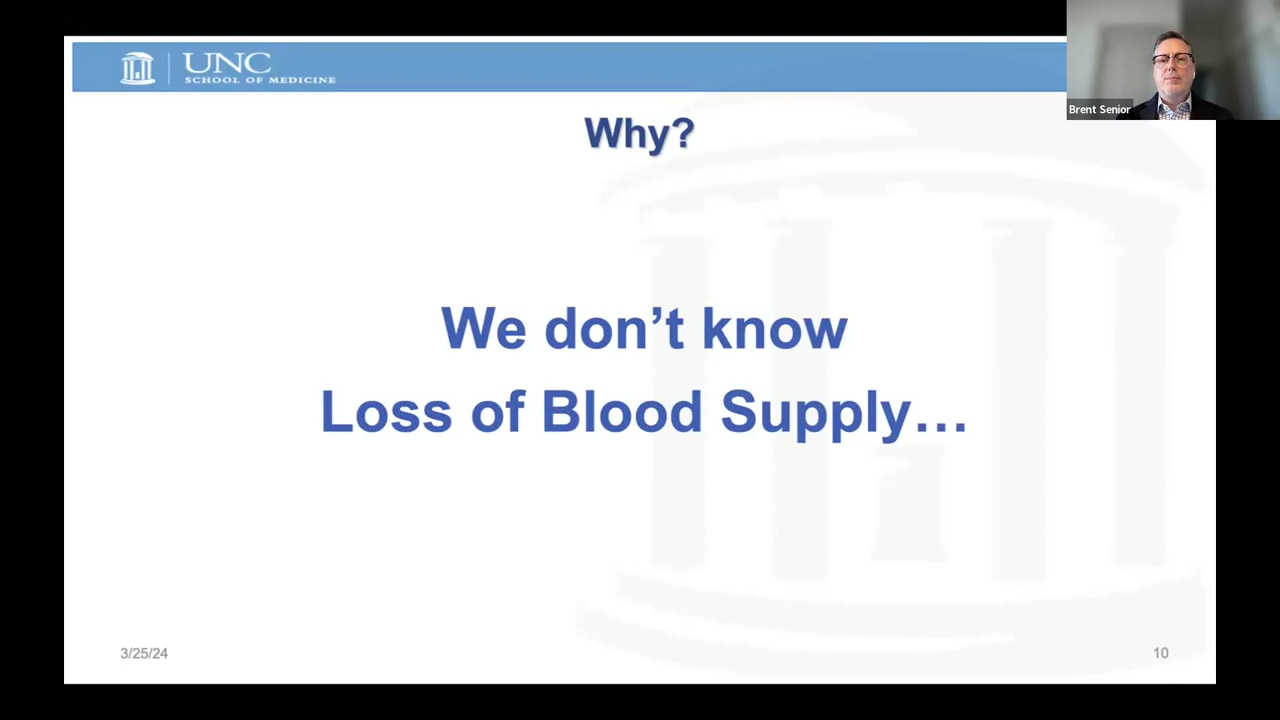 UNC
SCHOOL OF MEDICINE
Brent Senior
Why?
We don’t know
Loss of Blood Supply…
3/25/24
10